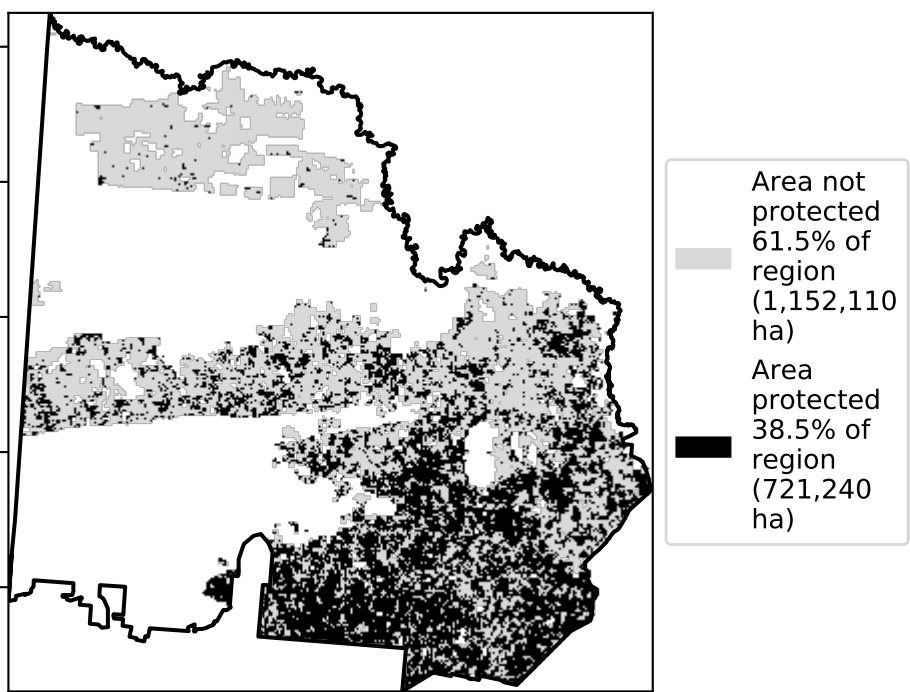 Area not
protected
61.5% of
region
(1,152,110
ha)
Area
protected
38.5% of
region
(721,240
ha)